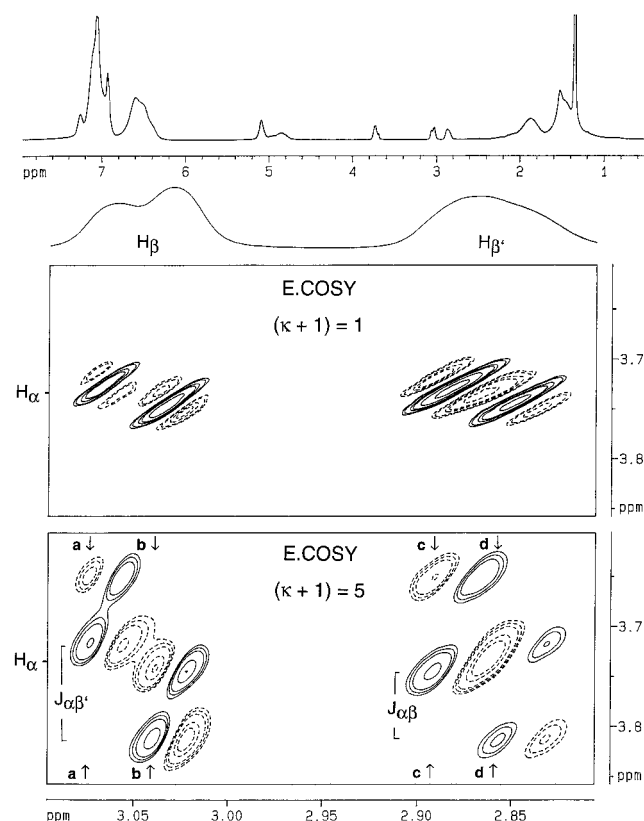 ppm 7 6 5 4 3 2 1
Hβ Hβ'
E.COSY
(κ + 1) = 1
Hα
3.7
3.8
ppm
a ↓ b ↓ c ↓ d ↓
E.COSY
(κ + 1) = 5
Hα
3.7
Jαβ' Jαβ
3.8
a ↑ b ↑ c ↑ d ↑
ppm
ppm 3.05 3.00 2.95 2.90 2.85